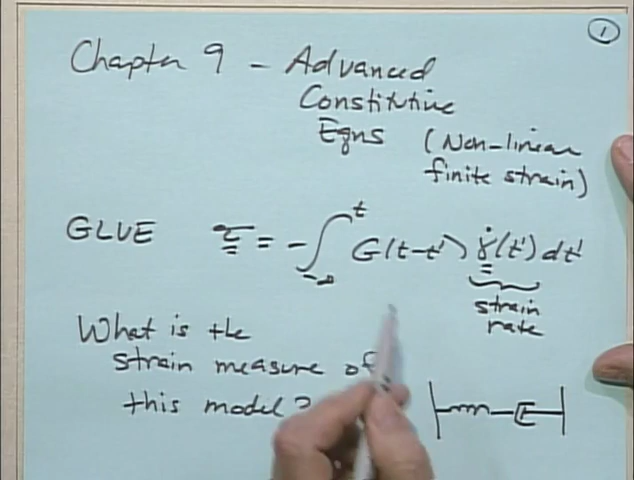 1
Chapter 9 - Advanced
Constitutive
Eqns (Non-linear
finite strain)
GLVE τ = - ∫_{-∞}^{t} G(t-t') γ̇(t') dt'
strain
rate
What is the
strain measure of
this model?